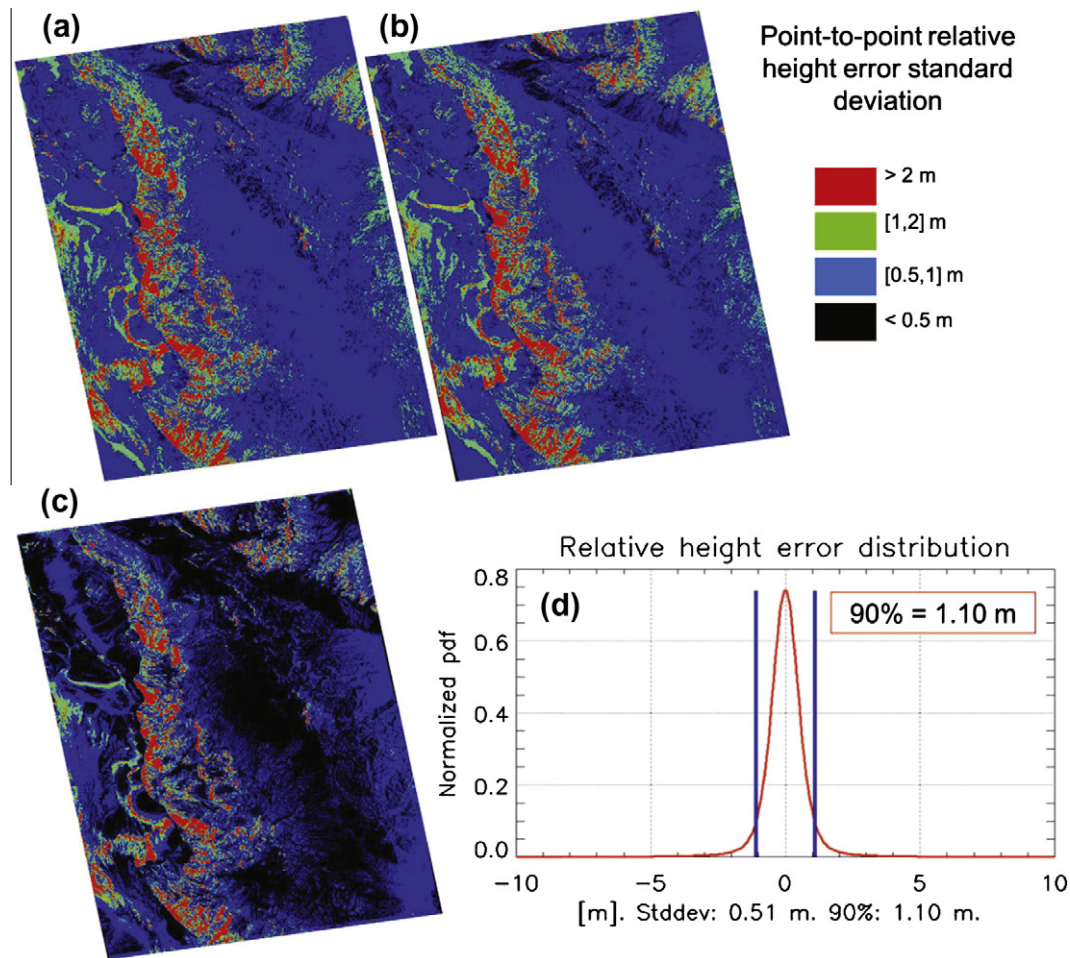 (a)
(b)
Point-to-point relative
height error standard
deviation
> 2 m
[1,2] m
[0.5,1] m
< 0.5 m
(c)
Relative height error distribution
(d)
90% = 1.10 m
Normalized pdf
0.8
0.6
0.4
0.2
0.0
-10
-5
0
5
10
[m]. Stddev: 0.51 m. 90%: 1.10 m.